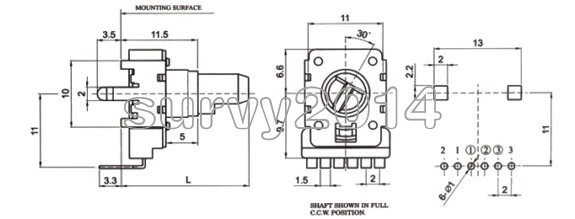 MOUNTING SURFACE
3.5
11.5
2
10
11
5
3.3
L
11
30°
6.6
9.7
1.5
2
SHAFT SHOWN IN FULL
C.C.W. POSITION.
13
2
2.2
11
2 1 ① ② ③ 3
6-ø1
2
survy2014